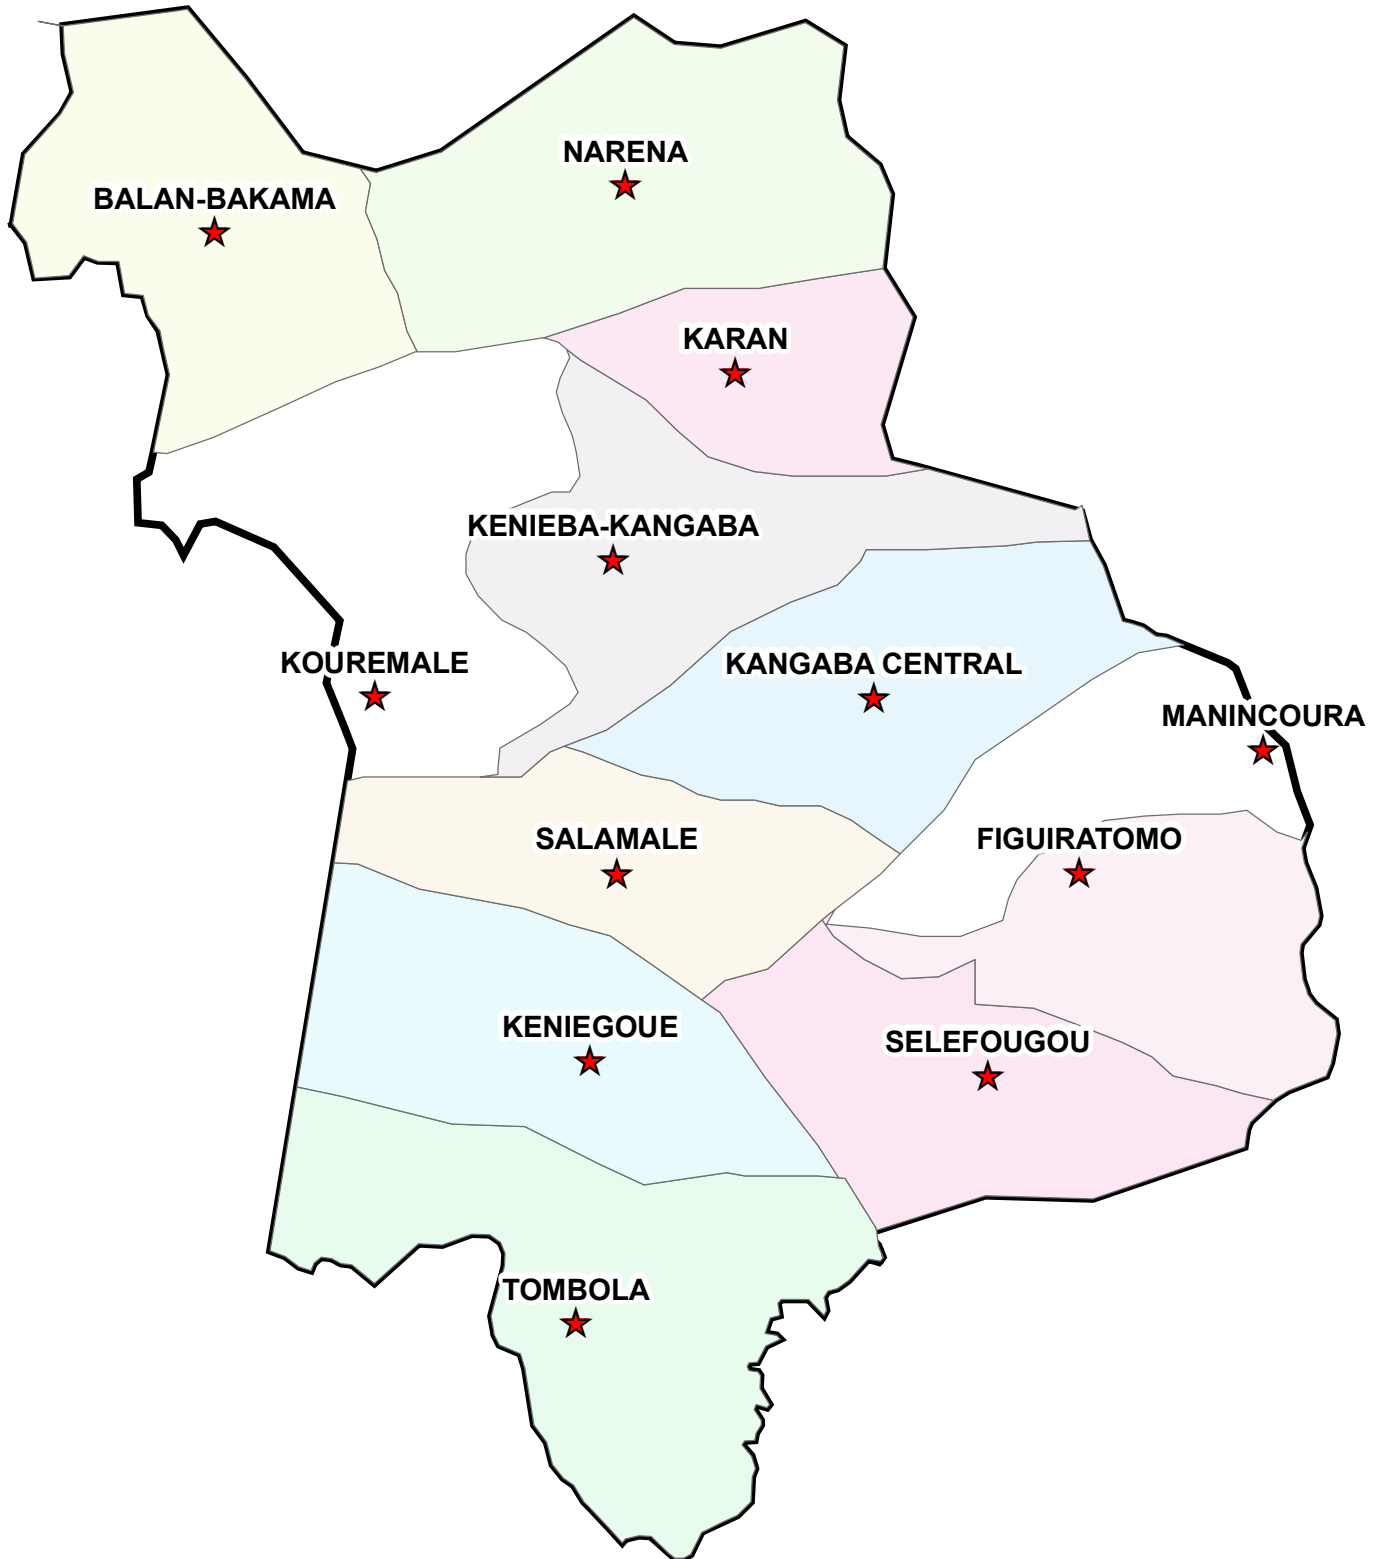 NARENA
BALAN-BAKAMA
KARAN
KENIEBA-KANGABA
KOUREMALE
KANGABA CENTRAL
MANINCOURA
SALAMALE
FIGUIRATOMO
KENIEGOUE
SELEFOUGOU
TOMBOLA